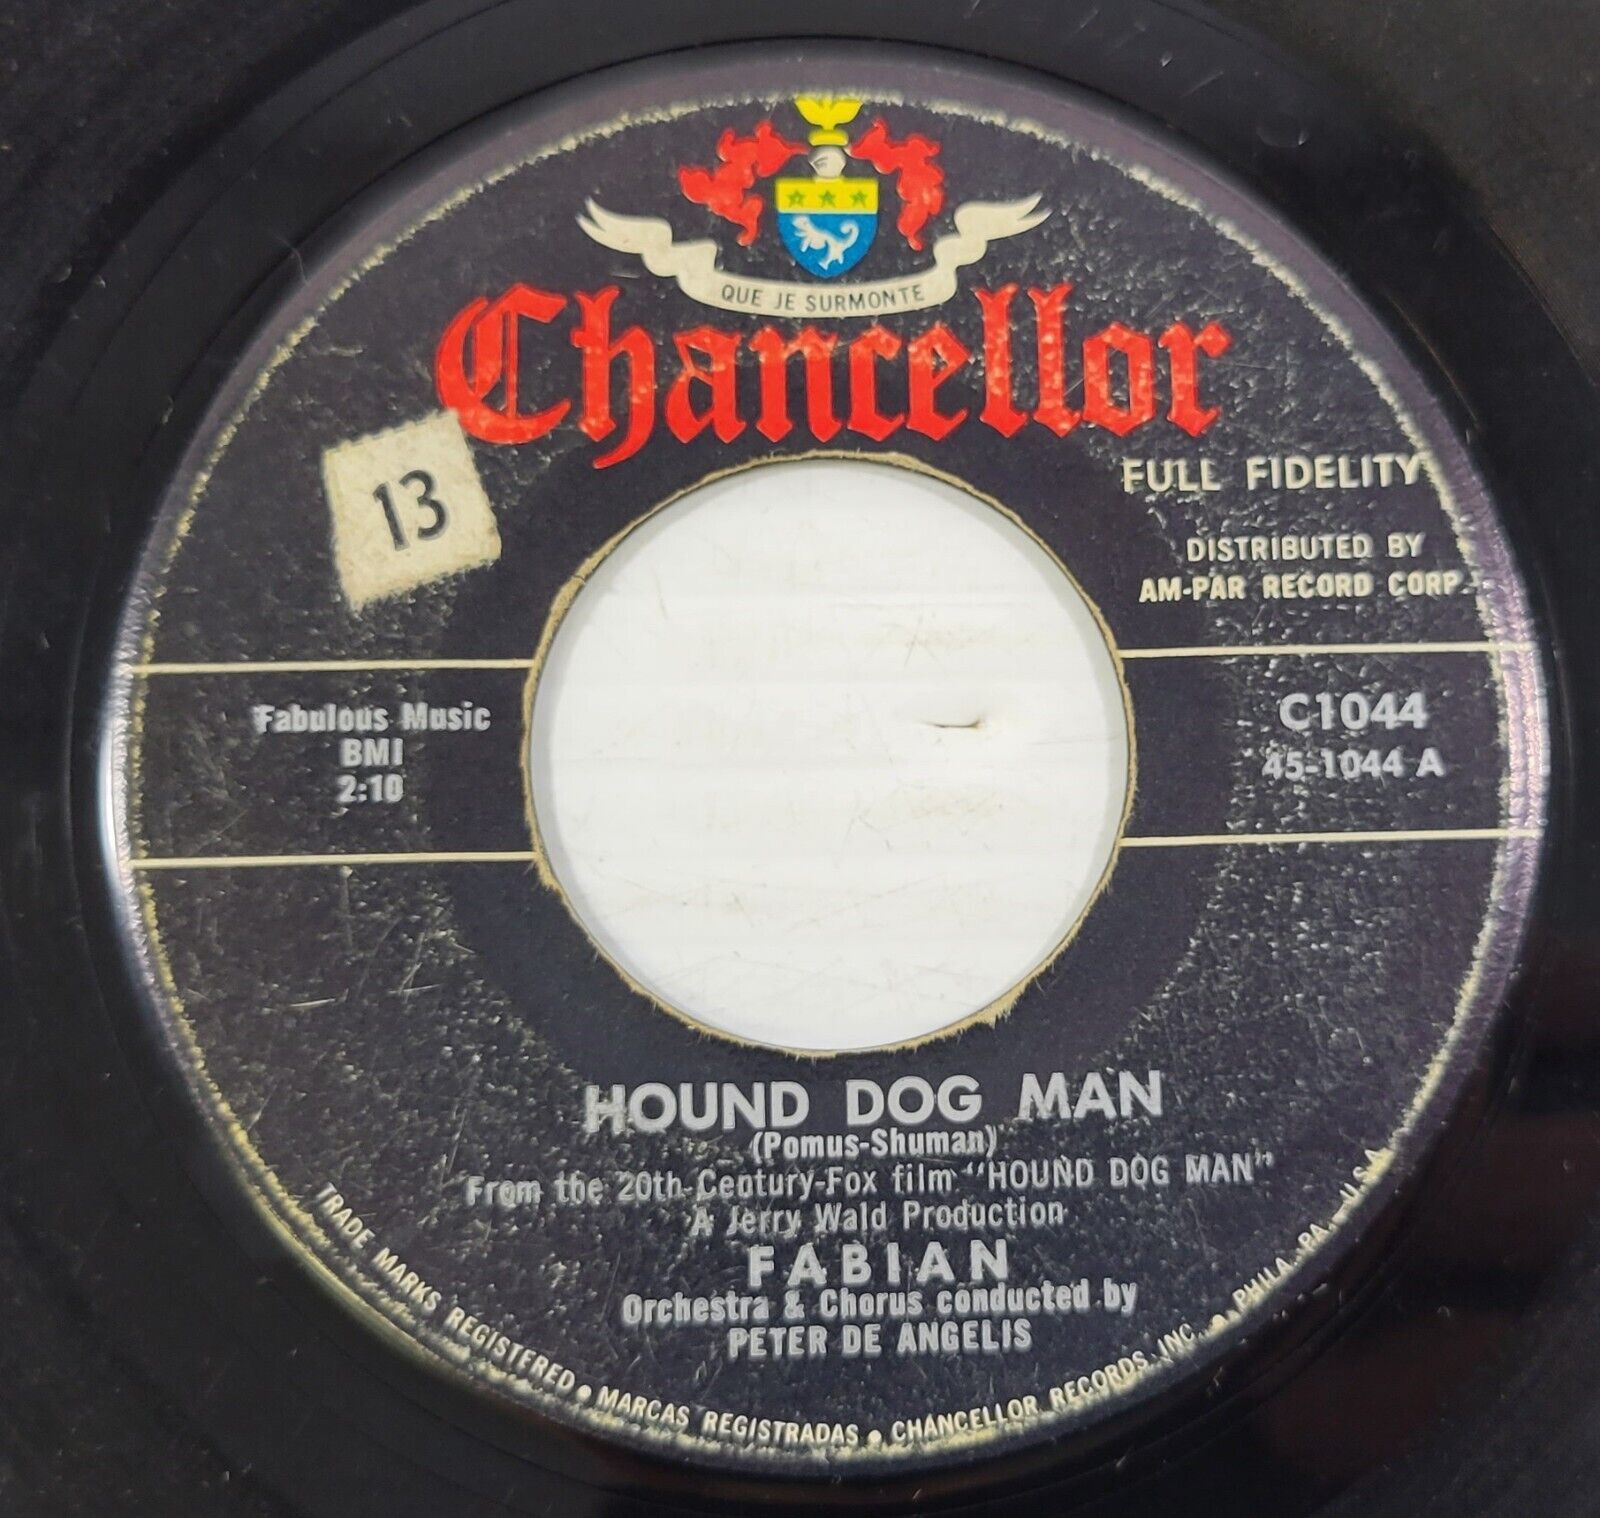 QUE JE SURMONTE
Chancellor
13
FULL FIDELITY
DISTRIBUTED BY
AM-PAR RECORD CORP.
Fabulous Music
BMI
2:10
C1044
45-1044 A
HOUND DOG MAN
(Pomus-Shuman)
From the 20th-Century-Fox film "HOUND DOG MAN"
A Jerry Wald Production
FABIAN
Orchestra & Chorus conducted by
PETER DE ANGELIS
TRADE MARKS REGISTERED • MARCAS REGISTRADAS • CHANCELLOR RECORDS, INC. • PHILA., PA., U.S.A.